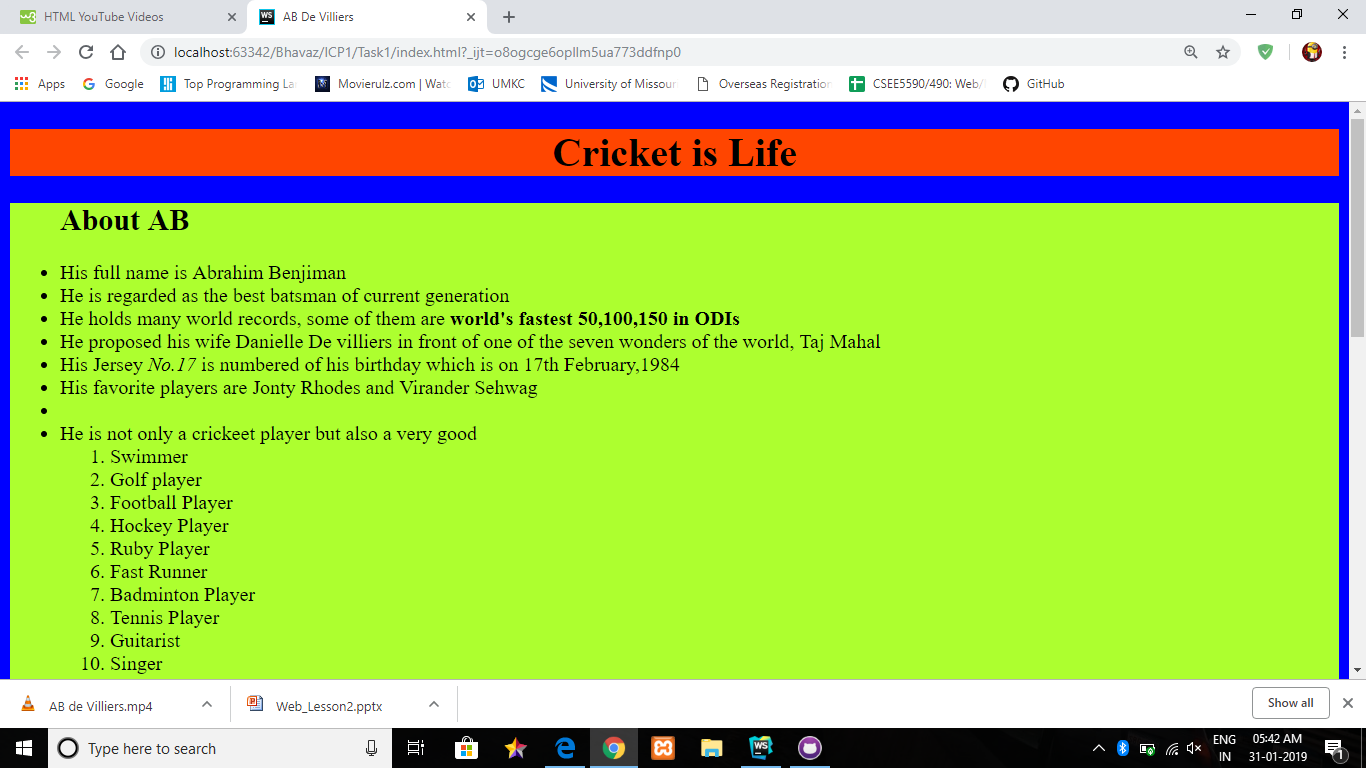 HTML YouTube Videos
AB De Villiers
localhost:63342/Bhavaz/ICP1/Task1/index.html?_ijt=o8ogcge6opllm5ua773ddfnp0
Apps
Google
Top Programming La
Movierulz.com | Watc
UMKC
University of Missour
Overseas Registration
CSEE5590/490: Web/
GitHub
Cricket is Life
About AB
• His full name is Abrahim Benjiman
• He is regarded as the best batsman of current generation
• He holds many world records, some of them are world's fastest 50,100,150 in ODIs
• He proposed his wife Danielle De villiers in front of one of the seven wonders of the world, Taj Mahal
• His Jersey No.17 is numbered of his birthday which is on 17th February,1984
• His favorite players are Jonty Rhodes and Virander Sehwag
•
• He is not only a crickeet player but also a very good
1. Swimmer
2. Golf player
3. Football Player
4. Hockey Player
5. Ruby Player
6. Fast Runner
7. Badminton Player
8. Tennis Player
9. Guitarist
10. Singer
AB de Villiers.mp4
Web_Lesson2.pptx
Show all
Type here to search
WS
ENG
IN
05:42 AM
31-01-2019
1